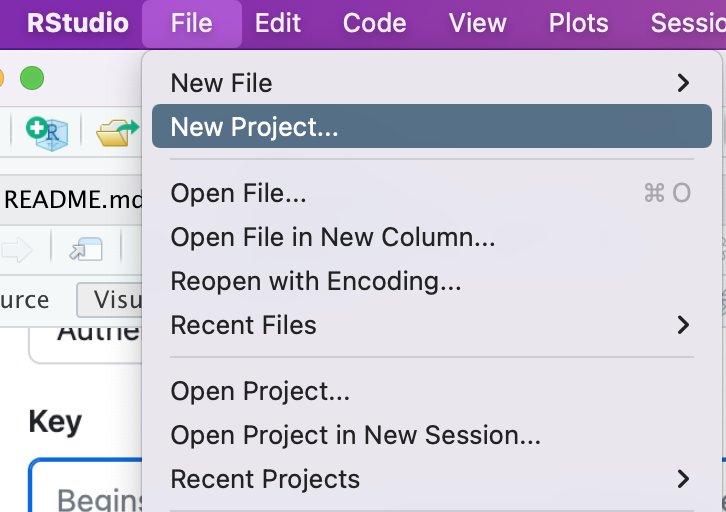 RStudio File Edit Code View Plots Sessio
New File
New Project...
README.md
Open File... ⌘ O
Open File in New Column...
urce Visu
Reopen with Encoding...
Authe
Recent Files
Open Project...
Key
Open Project in New Session...
Recent Projects
Begins